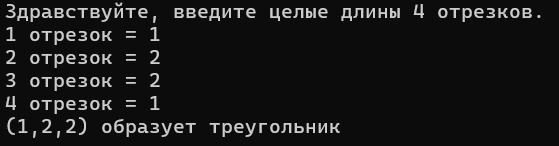 Здравствуйте, введите целые длины 4 отрезков.
1 отрезок = 1
2 отрезок = 2
3 отрезок = 2
4 отрезок = 1
(1,2,2) образует треугольник